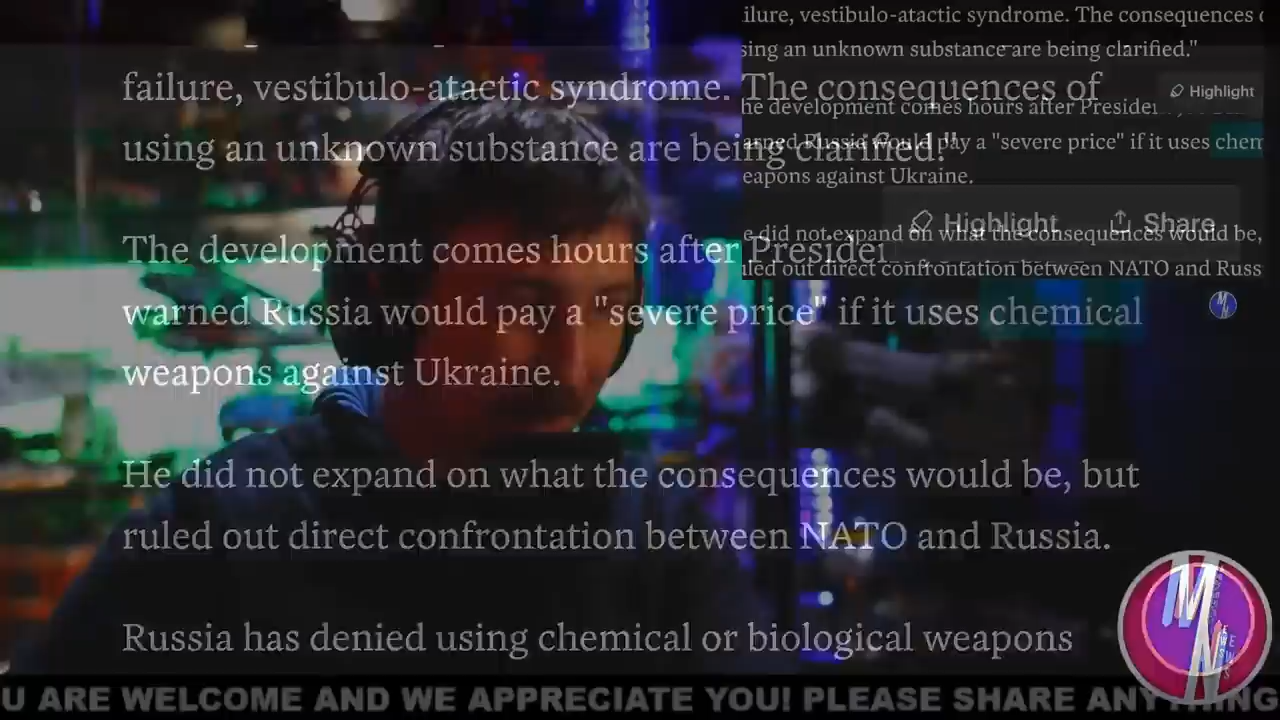 failure, vestibulo-atactic syndrome. The consequences of
using an unknown substance are being clarified!"
The development comes hours after
warned Russia would pay a "severe price" if it uses chemical
weapons against Ukraine.
He did not expand on what the consequences would be, but
ruled out direct confrontation between NATO and Russia.
Russia has denied using chemical or biological weapons
ilure, vestibulo-atactic syndrome. The consequences
sing an unknown substance are being clarified."
Highlight
he development comes hours after
arned Russia would pay a "severe price" if it uses chem
eapons against Ukraine.
Highlight Share
e did not expand on what the consequences would be,
led out direct confrontation between NATO and Russ
U ARE WELCOME AND WE APPRECIATE YOU! PLEASE SHARE ANYTHING